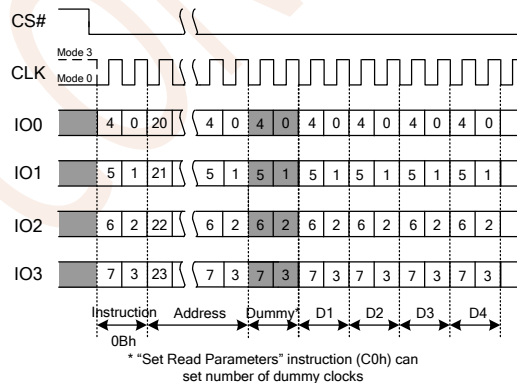 CS#
Mode 3
CLK
Mode 0
IO0 4 0 20 4 0 4 0 4 0 4 0 4 0 4 0
IO1 5 1 21 5 1 5 1 5 1 5 1 5 1 5 1
IO2 6 2 22 6 2 6 2 6 2 6 2 6 2 6 2
IO3 7 3 23 7 3 7 3 7 3 7 3 7 3 7 3
Instruction Address Dummy* D1 D2 D3 D4
0Bh
* "Set Read Parameters" instruction (C0h) can
set number of dummy clocks